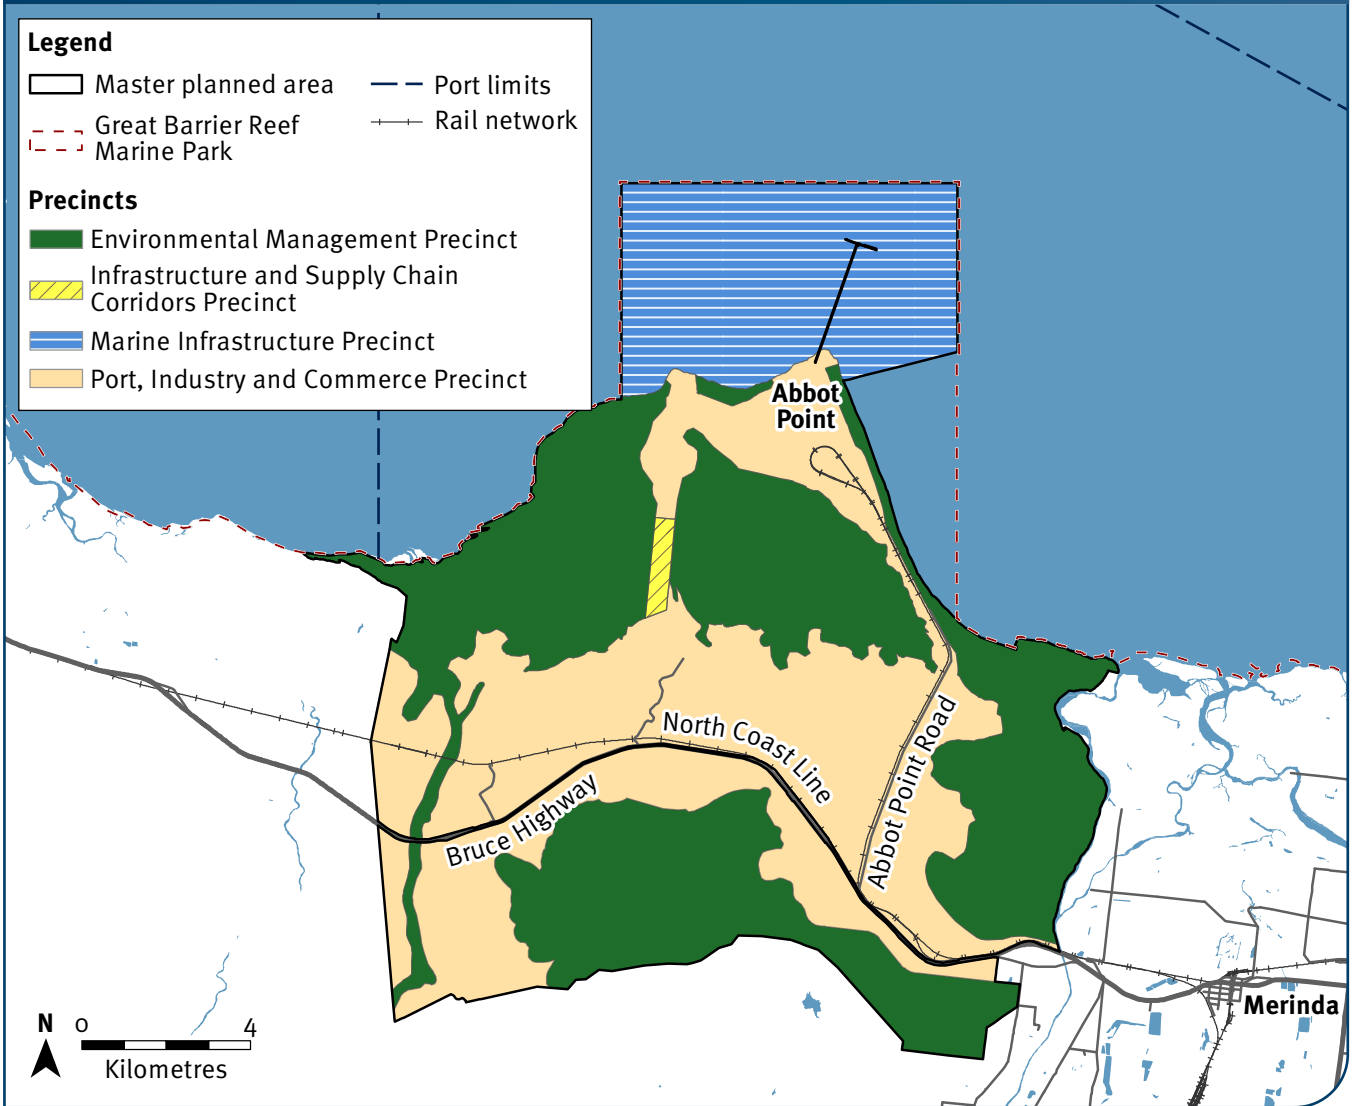 Legend
Master planned area
Great Barrier Reef
Marine Park
Port limits
Rail network
Precincts
Environmental Management Precinct
Infrastructure and Supply Chain
Corridors Precinct
Marine Infrastructure Precinct
Port, Industry and Commerce Precinct
Abbot
Point
North Coast Line
Abbot Point Road
Bruce Highway
Merinda
N
0 4
Kilometres